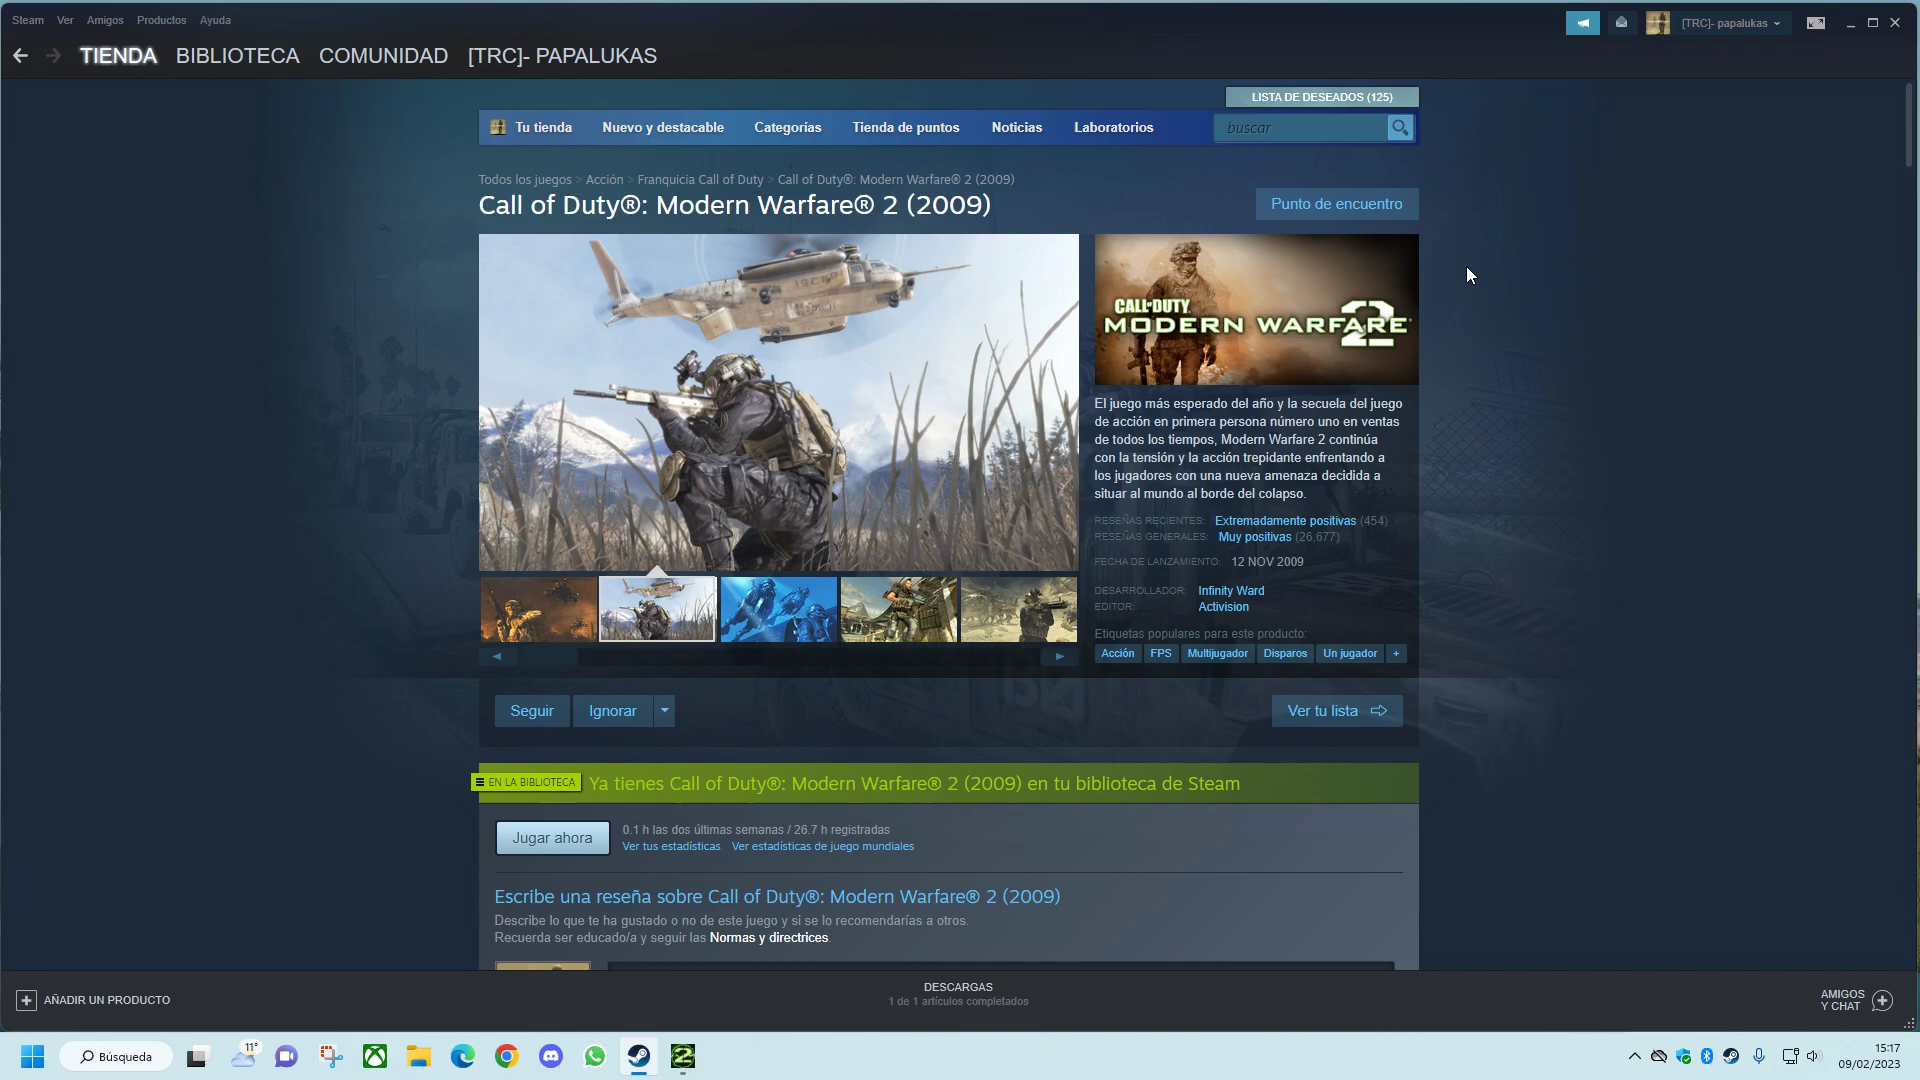 Steam Ver Amigos Productos Ayuda
[TRC]- papalukas
TIENDA BIBLIOTECA COMUNIDAD [TRC]- PAPALUKAS
LISTA DE DESEADOS (125)
Tu tienda Nuevo y destacable Categorías Tienda de puntos Noticias Laboratorios buscar
Todos los juegos > Acción > Franquicia Call of Duty > Call of Duty®: Modern Warfare® 2 (2009)
Call of Duty®: Modern Warfare® 2 (2009)
Punto de encuentro
CALL OF DUTY
MODERN WARFARE 2
El juego más esperado del año y la secuela del juego
de acción en primera persona número uno en ventas
de todos los tiempos, Modern Warfare 2 continúa
con la tensión y la acción trepidante enfrentando a
los jugadores con una nueva amenaza decidida a
situar al mundo al borde del colapso.
RESEÑAS RECIENTES: Extremadamente positivas (454)
RESEÑAS GENERALES: Muy positivas (26,677)
FECHA DE LANZAMIENTO: 12 NOV 2009
DESARROLLADOR: Infinity Ward
EDITOR: Activision
Etiquetas populares para este producto:
Acción FPS Multijugador Disparos Un jugador +
Seguir Ignorar Ver tu lista
EN LA BIBLIOTECA Ya tienes Call of Duty®: Modern Warfare® 2 (2009) en tu biblioteca de Steam
Jugar ahora
0.1 h las dos últimas semanas / 26.7 h registradas
Ver tus estadísticas Ver estadísticas de juego mundiales
Escribe una reseña sobre Call of Duty®: Modern Warfare® 2 (2009)
Describe lo que te ha gustado o no de este juego y si se lo recomendarías a otros.
Recuerda ser educado/a y seguir las Normas y directrices.
AÑADIR UN PRODUCTO
DESCARGAS
1 de 1 artículos completados
AMIGOS
Y CHAT
Búsqueda
11°
15:17
09/02/2023